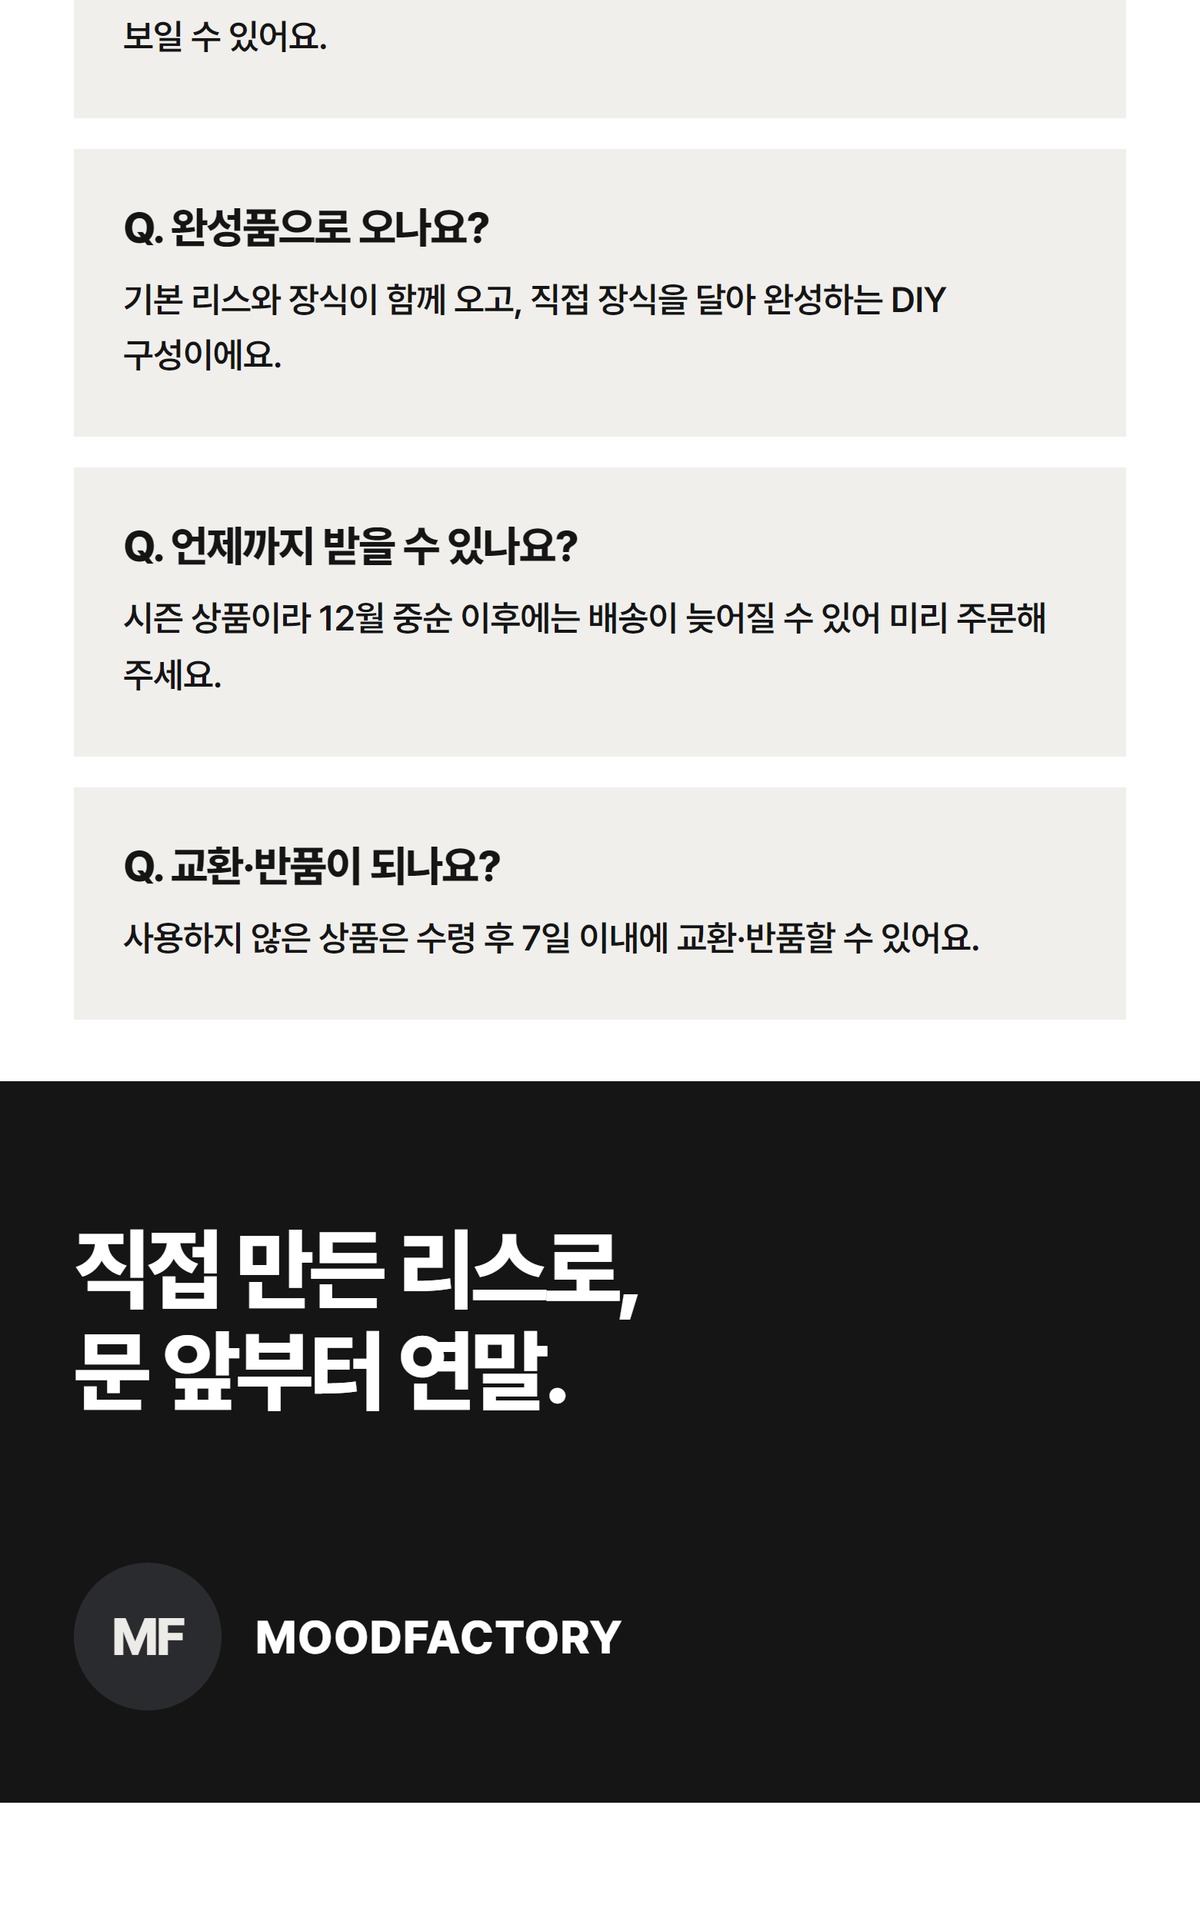 보일 수 있어요.
Q. 완성품으로 오나요?
기본 리스와 장식이 함께 오고, 직접 장식을 달아 완성하는 DIY
구성이에요.
Q. 언제까지 받을 수 있나요?
시즌 상품이라 12월 중순 이후에는 배송이 늦어질 수 있어 미리 주문해
주세요.
Q. 교환·반품이 되나요?
사용하지 않은 상품은 수령 후 7일 이내에 교환·반품할 수 있어요.
직접 만든 리스로,
문 앞부터 연말.
MF
MOODFACTORY